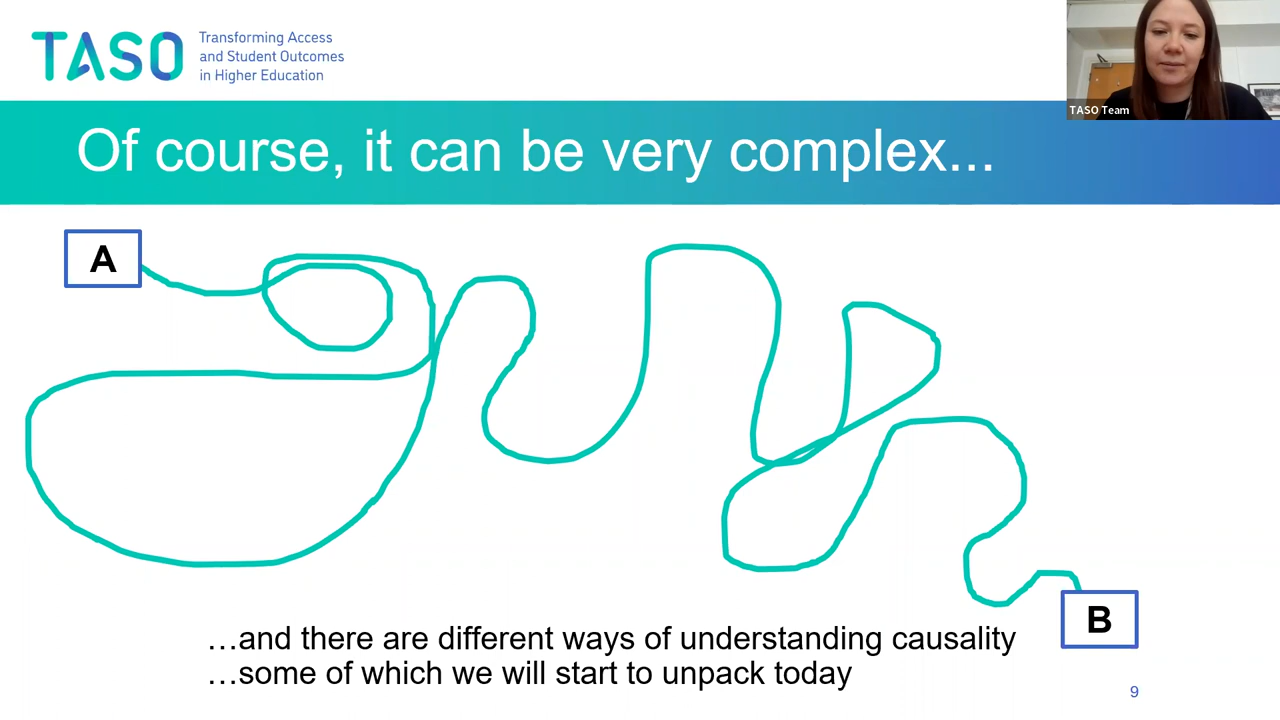 TASO
Transforming Access
and Student Outcomes
in Higher Education
TASO Team
Of course, it can be very complex...
A
B
...and there are different ways of understanding causality
...some of which we will start to unpack today
9